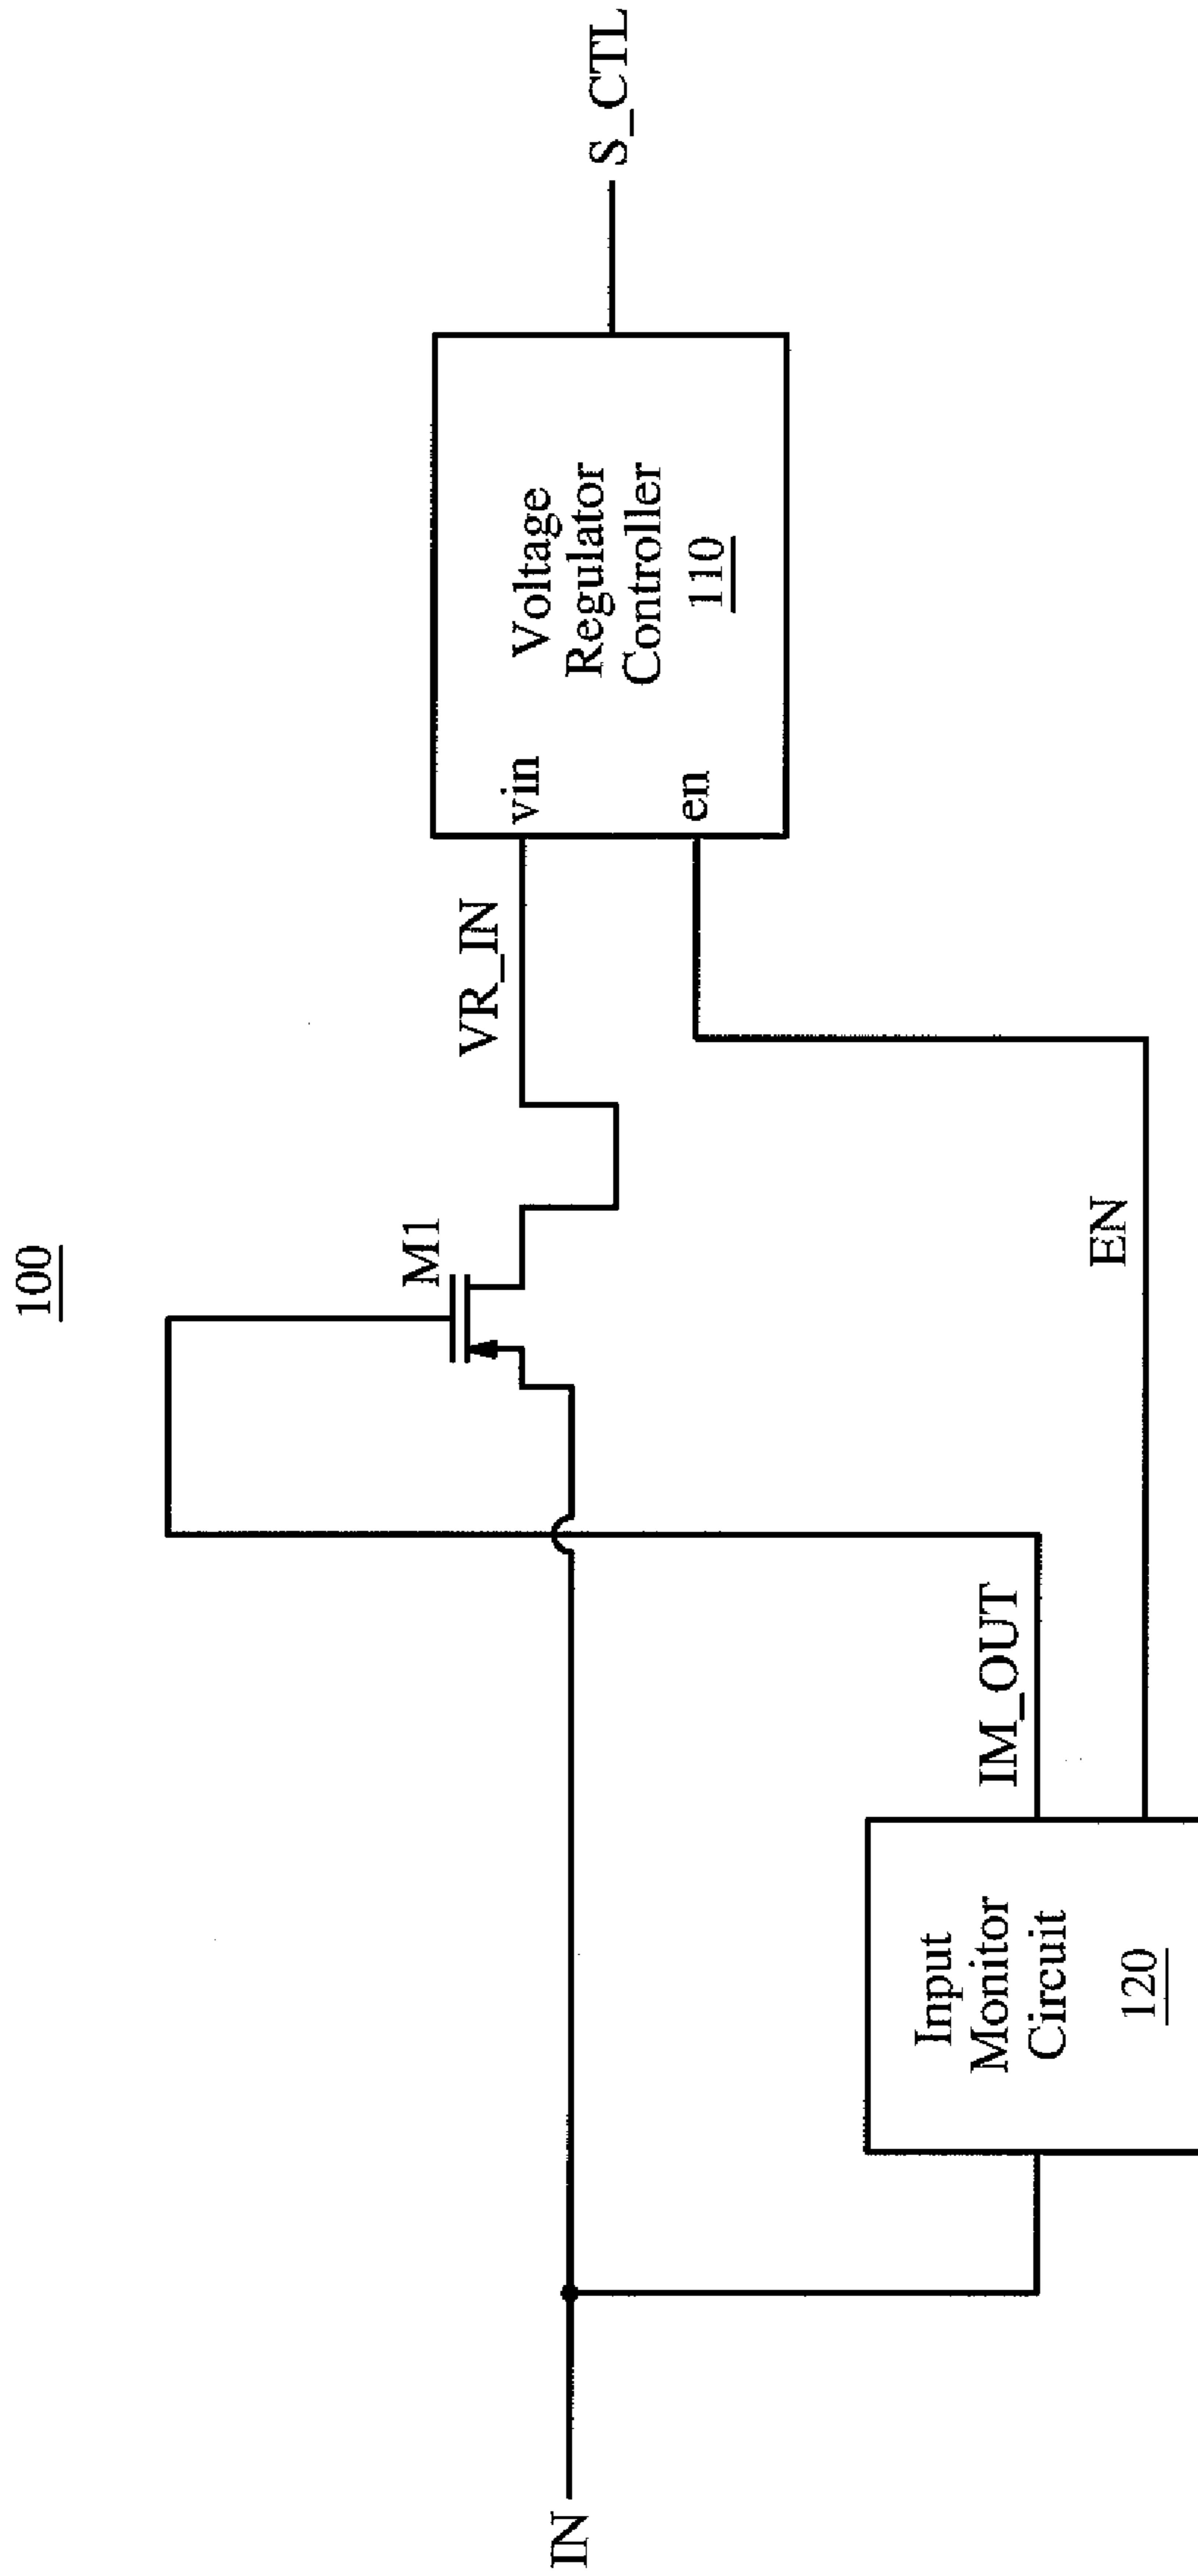 100
M1
VR_IN
vin
en
Voltage
Regulator
Controller
110
S_CTL
IN
Input
Monitor
Circuit
120
IM_OUT
EN